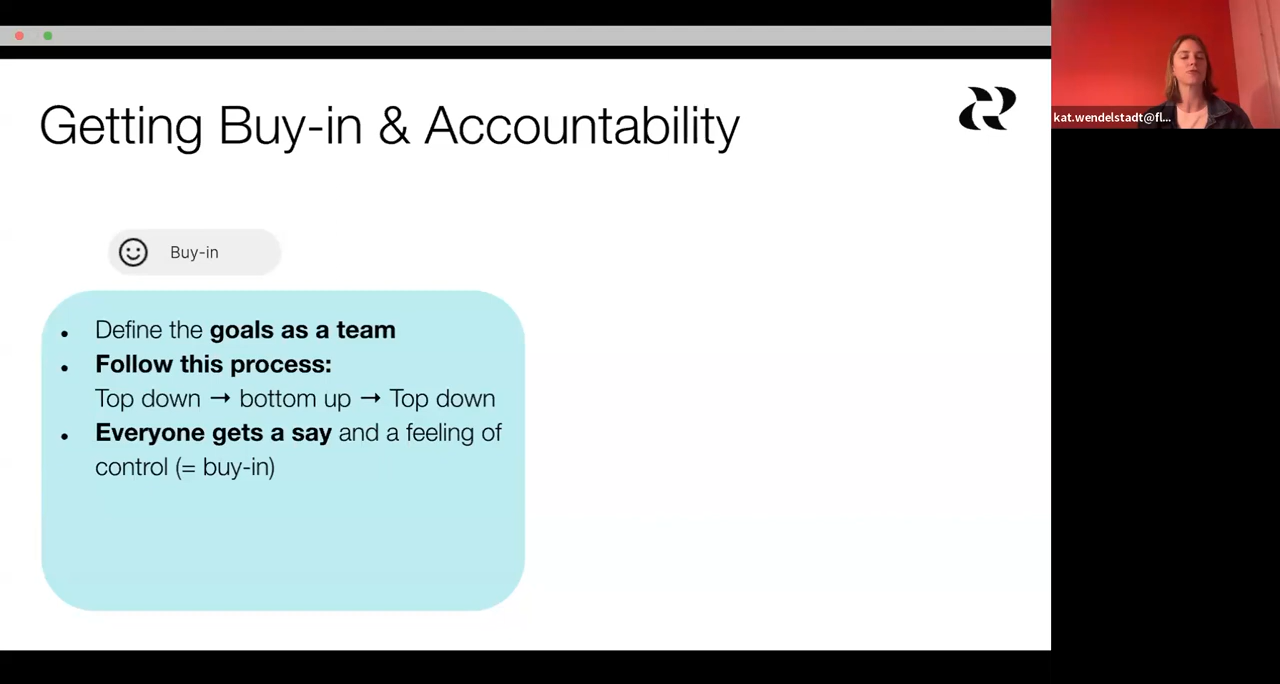 Getting Buy-in & Accountability
kat.wendelstadt@fl...
Buy-in
• Define the goals as a team
• Follow this process:
Top down → bottom up → Top down
• Everyone gets a say and a feeling of
control (= buy-in)